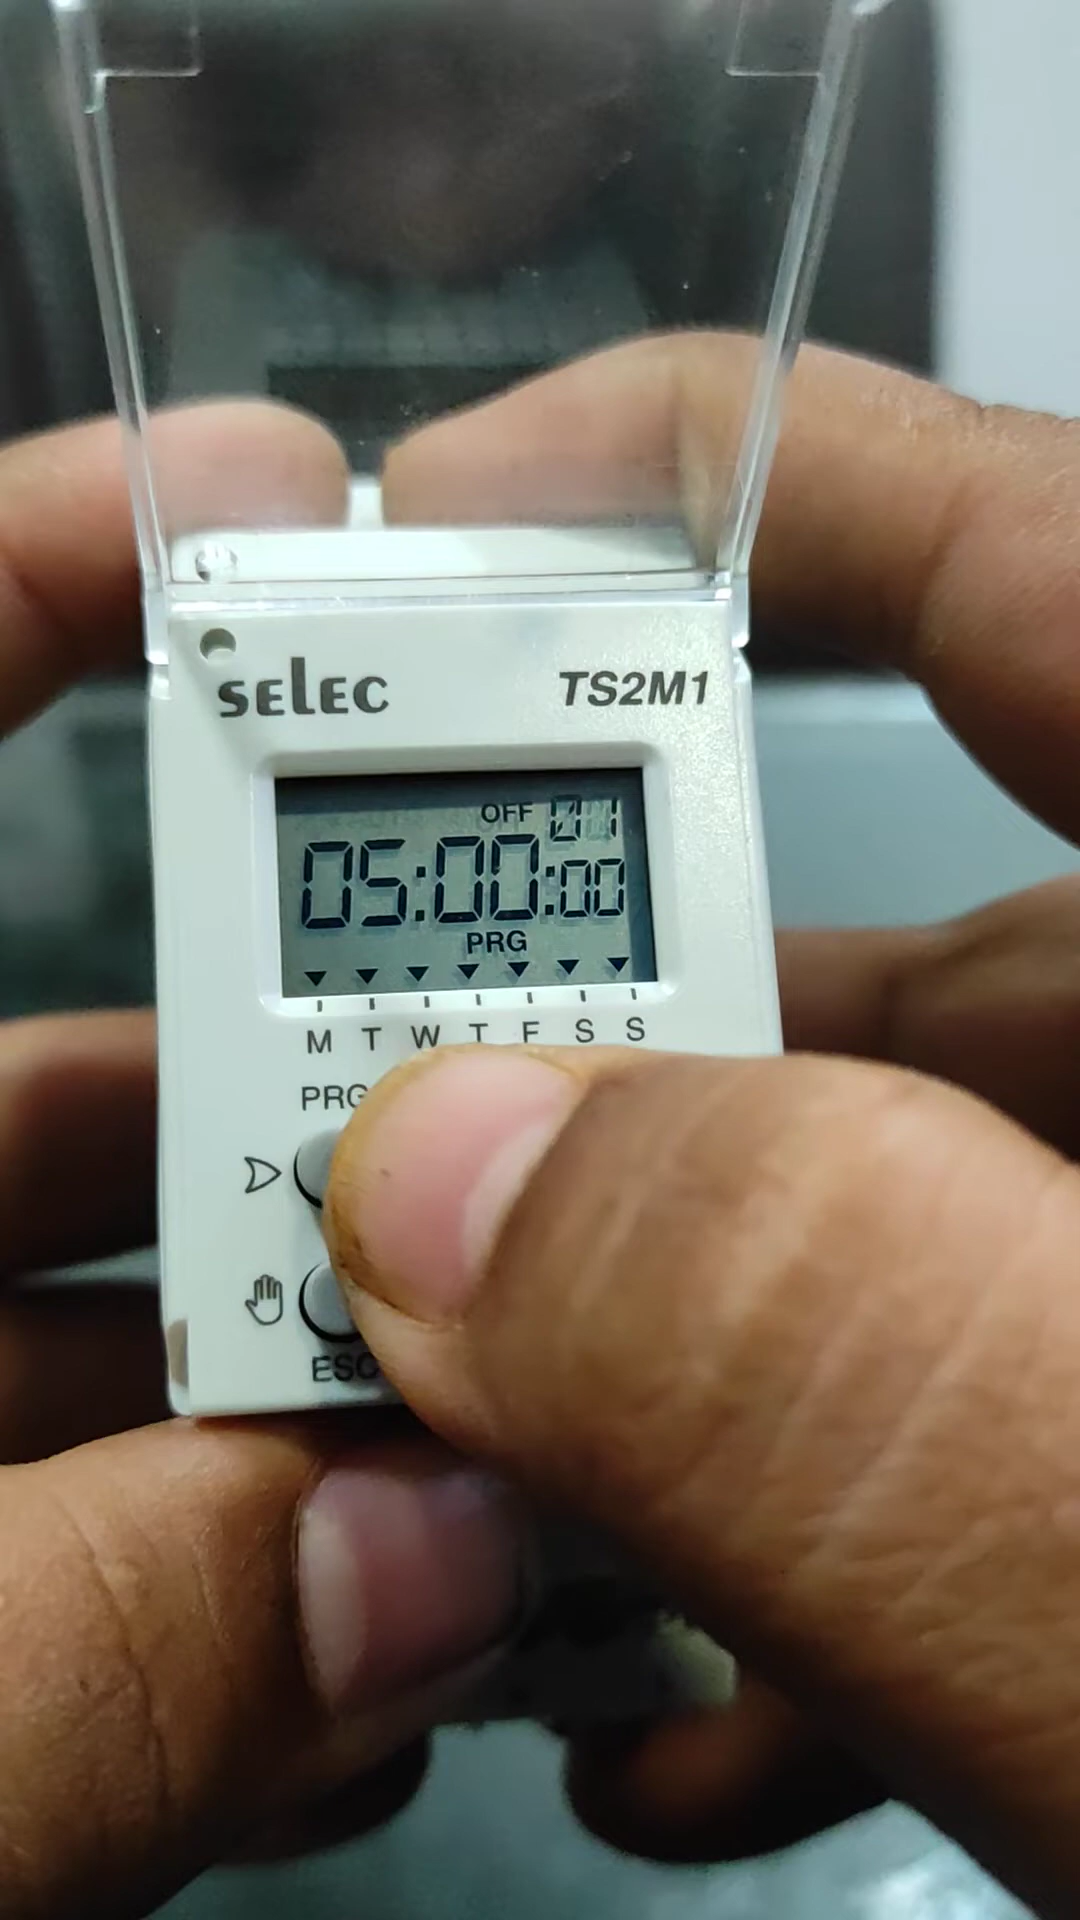 selec TS2M1
OFF 01
05:00:00
PRG
M T W T F S S
PRG
ESC